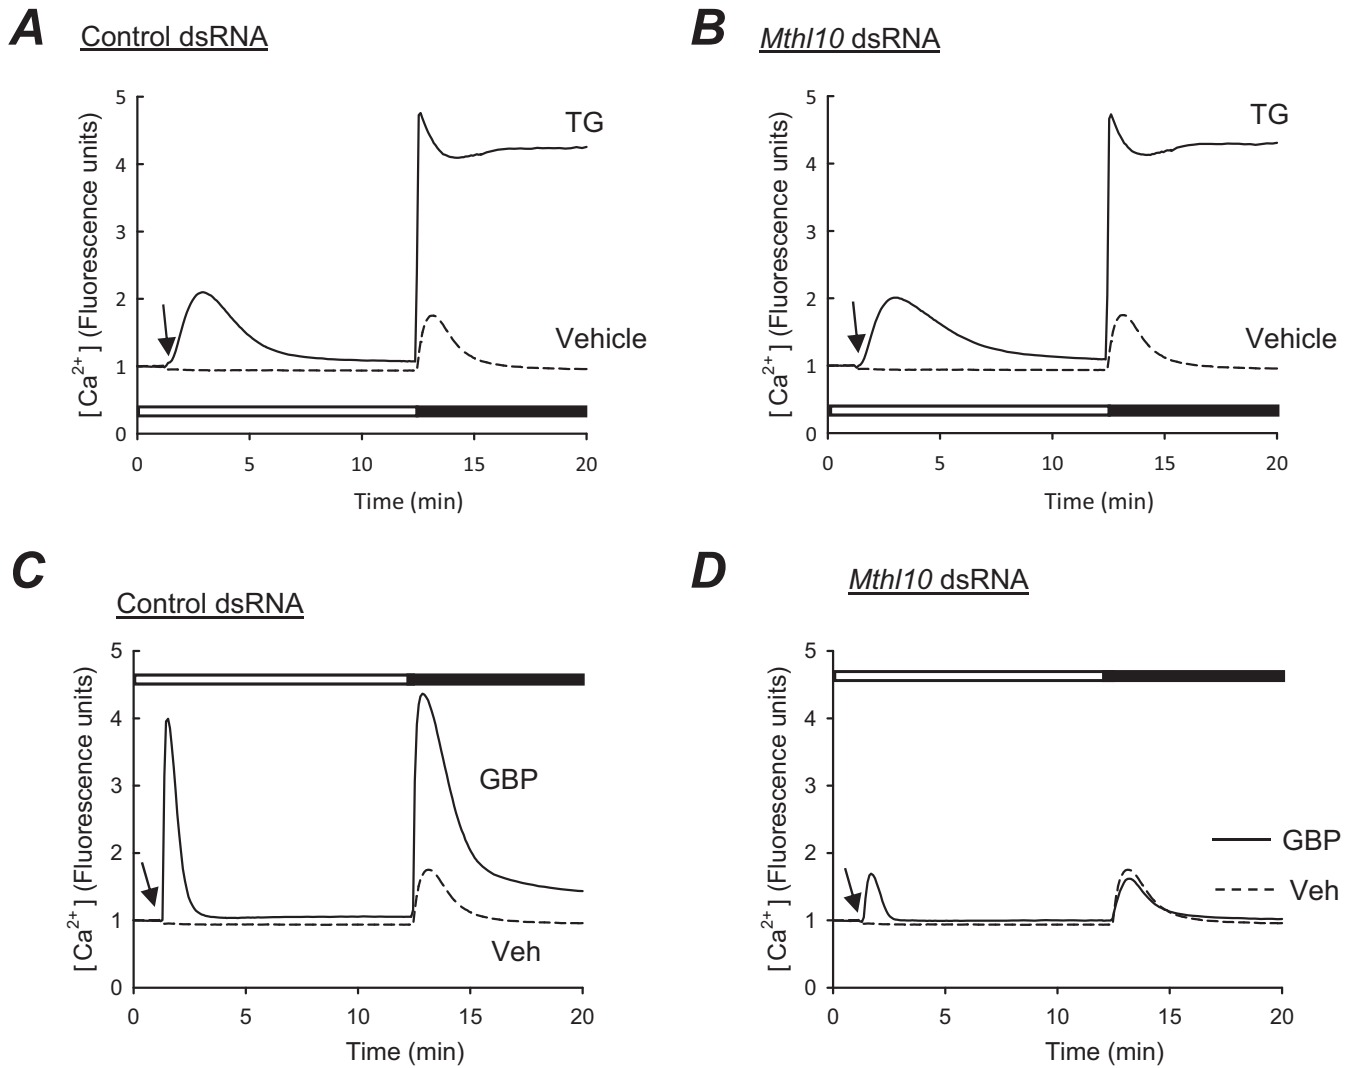 A
Control dsRNA
[Ca2+] (Fluorescence units)
5
4
3
2
1
0
TG
Vehicle
0 5 10 15 20
Time (min)
B
Mthl10 dsRNA
[Ca2+] (Fluorescence units)
5
4
3
2
1
0
TG
Vehicle
0 5 10 15 20
Time (min)
C
Control dsRNA
[Ca2+] (Fluorescence units)
5
4
3
2
1
0
GBP
Veh
0 5 10 15 20
Time (min)
D
Mthl10 dsRNA
[Ca2+] (Fluorescence units)
5
4
3
2
1
0
GBP
Veh
0 5 10 15 20
Time (min)